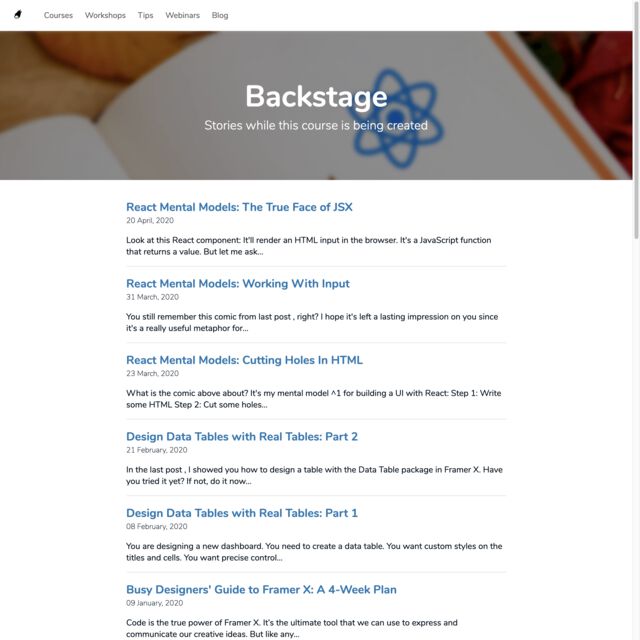 Courses Workshops Tips Webinars Blog
Backstage
Stories while this course is being created
React Mental Models: The True Face of JSX
20 April, 2020
Look at this React component: It'll render an HTML input in the browser. It's a JavaScript function
that returns a value. But let me ask...
React Mental Models: Working With Input
31 March, 2020
You still remember this comic from last post , right? I hope it's left a lasting impression on you since
it's a really useful metaphor for...
React Mental Models: Cutting Holes In HTML
23 March, 2020
What is the comic above about? It's my mental model ^1 for building a UI with React: Step 1: Write
some HTML Step 2: Cut some holes...
Design Data Tables with Real Tables: Part 2
21 February, 2020
In the last post , I showed you how to design a table with the Data Table package in Framer X. Have
you tried it yet? If not, do it now...
Design Data Tables with Real Tables: Part 1
08 February, 2020
You are designing a new dashboard. You need to create a data table. You want custom styles on the
titles and cells. You want precise control...
Busy Designers' Guide to Framer X: A 4-Week Plan
09 January, 2020
Code is the true power of Framer X. It's the ultimate tool that we can use to express and
communicate our creative ideas. But like any...